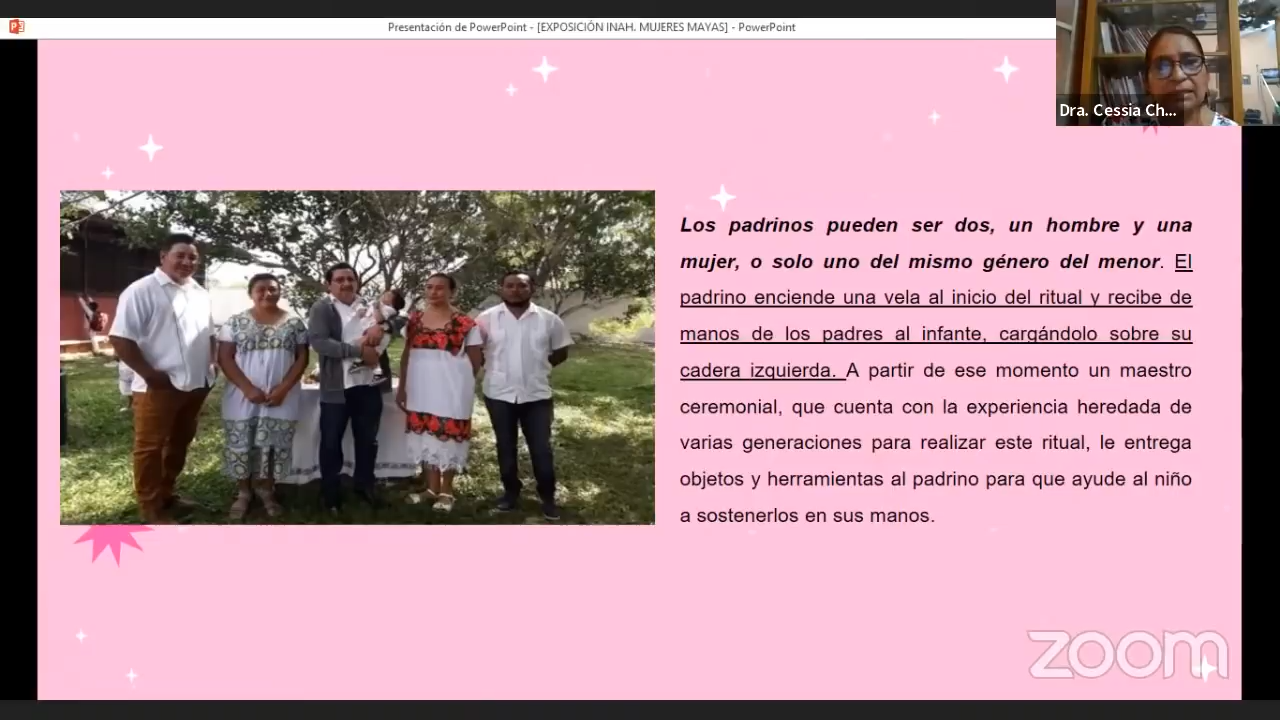 Presentación de PowerPoint - [EXPOSICIÓN INAH. MUJERES MAYAS] - PowerPoint
Dra. Cessia Ch...
Los padrinos pueden ser dos, un hombre y una
mujer, o solo uno del mismo género del menor. El
padrino enciende una vela al inicio del ritual y recibe de
manos de los padres al infante, cargándolo sobre su
cadera izquierda. A partir de ese momento un maestro
ceremonial, que cuenta con la experiencia heredada de
varias generaciones para realizar este ritual, le entrega
objetos y herramientas al padrino para que ayude al niño
a sostenerlos en sus manos.
zoom